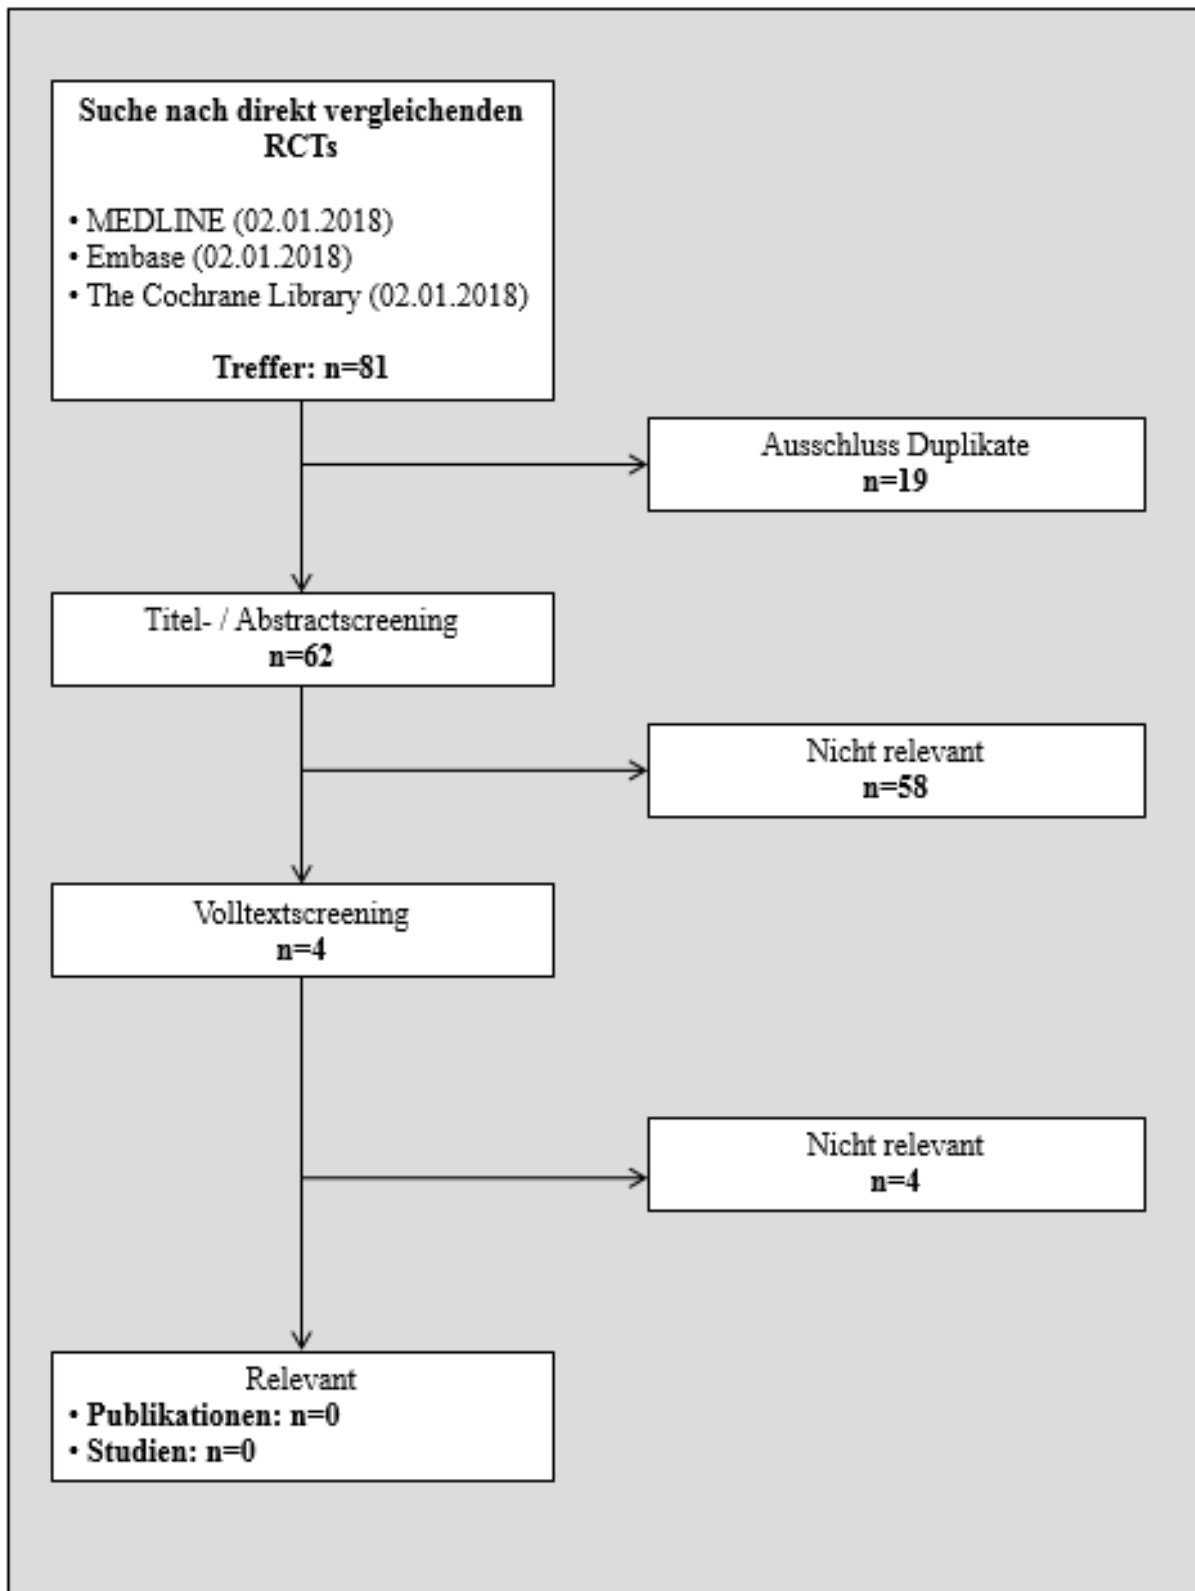 Suche nach direkt vergleichenden
RCTs
• MEDLINE (02.01.2018)
• Embase (02.01.2018)
• The Cochrane Library (02.01.2018)
Treffer: n=81
Ausschluss Duplikate
n=19
Titel- / Abstractscreening
n=62
Nicht relevant
n=58
Volltextscreening
n=4
Nicht relevant
n=4
Relevant
• Publikationen: n=0
• Studien: n=0